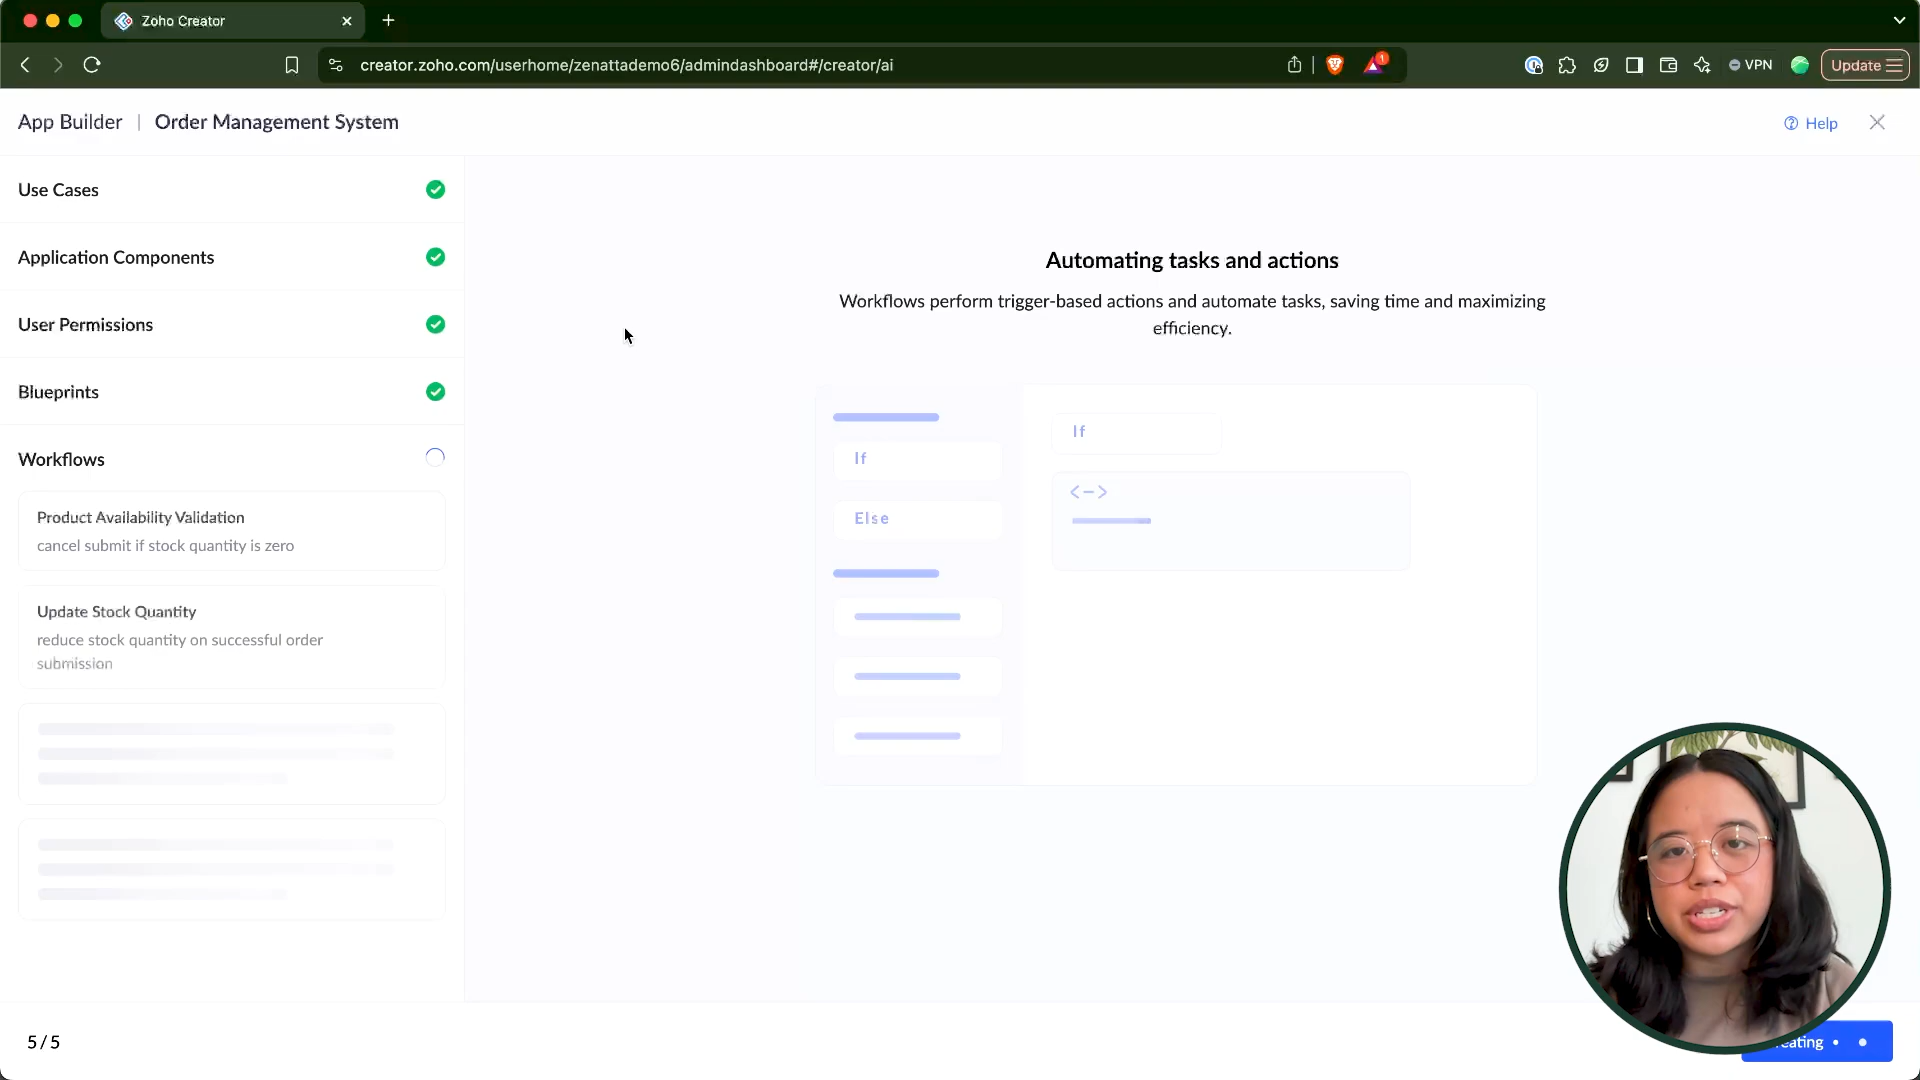 Zoho Creator
creator.zoho.com/userhome/zenattademo6/admindashboard#/creator/ai
1
VPN
Update
App Builder | Order Management System
Help
Use Cases
Application Components
User Permissions
Blueprints
Workflows
Product Availability Validation
cancel submit if stock quantity is zero
Update Stock Quantity
reduce stock quantity on successful order
submission
Automating tasks and actions
Workflows perform trigger-based actions and automate tasks, saving time and maximizing
efficiency.
If
Else
If
5 / 5